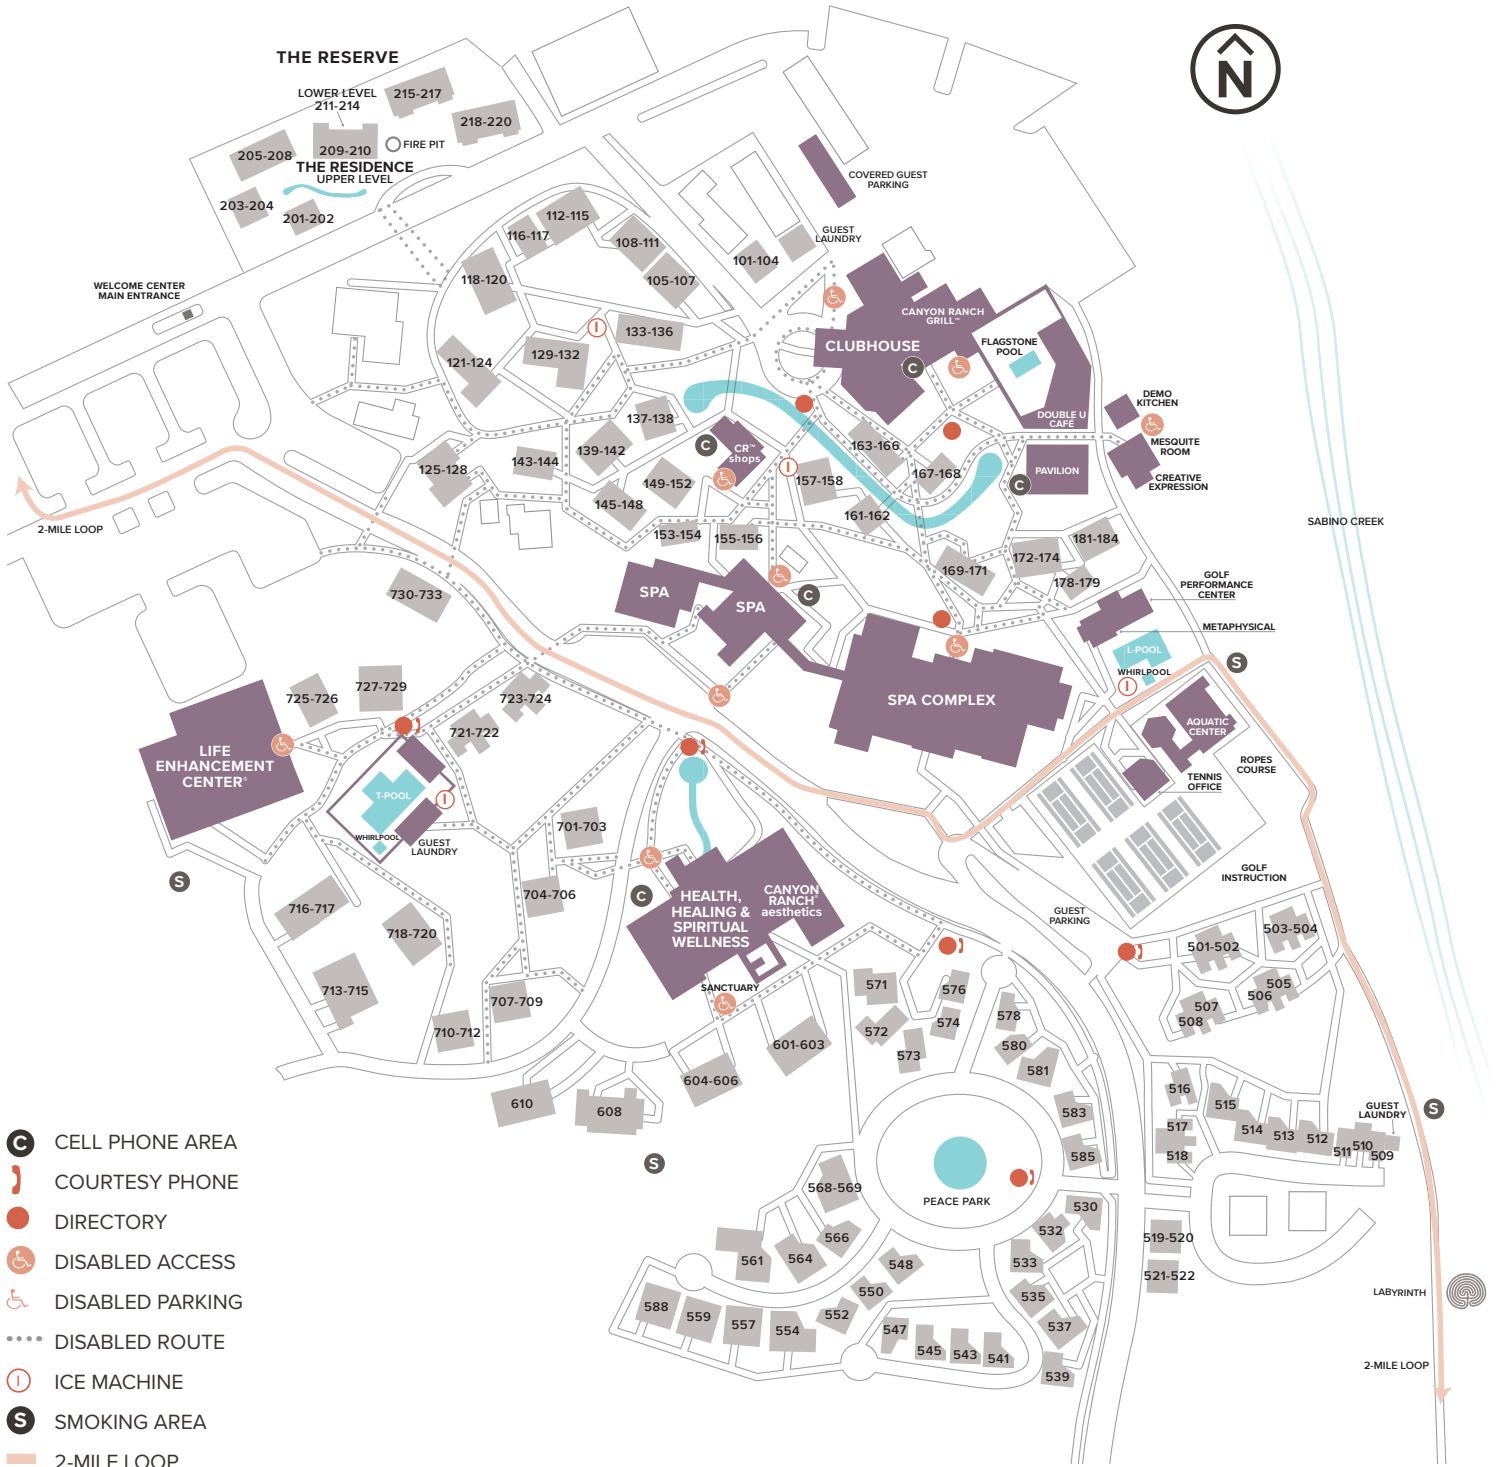 N
THE RESERVE
LOWER LEVEL
211-214
215-217
218-220
205-208
209-210
FIRE PIT
THE RESIDENCE
UPPER LEVEL
203-204
201-202
COVERED GUEST
PARKING
112-115
116-117
108-111
GUEST
LAUNDRY
101-104
118-120
105-107
WELCOME CENTER
MAIN ENTRANCE
CANYON RANCH
GRILL™
I
133-136
CLUBHOUSE
FLAGSTONE
POOL
129-132
121-124
C
DEMO
KITCHEN
137-138
DOUBLE U
CAFÉ
MESQUITE
ROOM
163-166
C
CR™
shops
139-142
143-144
125-128
I
167-168
PAVILION
157-158
149-152
C
CREATIVE
EXPRESSION
145-148
161-162
2-MILE LOOP
SABINO CREEK
153-154
155-156
181-184
172-174
169-171
178-179
GOLF
PERFORMANCE
CENTER
730-733
SPA
SPA
C
METAPHYSICAL
L-POOL
S
WHIRLPOOL
I
727-729
725-726
723-724
SPA COMPLEX
721-722
AQUATIC
CENTER
LIFE
ENHANCEMENT
CENTER®
ROPES
COURSE
TENNIS
OFFICE
T-POOL
I
WHIRLPOOL
GUEST
LAUNDRY
701-703
GOLF
INSTRUCTION
S
704-706
C
HEALTH,
HEALING &
SPIRITUAL
WELLNESS
CANYON
RANCH®
aesthetics
GUEST
PARKING
716-717
718-720
503-504
501-502
713-715
SANCTUARY
571
576
505
506
707-709
507
508
578
574
572
710-712
601-603
573
580
581
604-606
516
610
608
583
515
GUEST
LAUNDRY
S
517
514
513
512
511
510
509
518
585
S
PEACE PARK
568-569
530
532
519-520
566
561
564
533
548
521-522
550
535
588
559
557
554
552
547
537
LABYRINTH
545
543
541
539
2-MILE LOOP
C CELL PHONE AREA
COURTESY PHONE
DIRECTORY
DISABLED ACCESS
DISABLED PARKING
DISABLED ROUTE
I ICE MACHINE
S SMOKING AREA
2-MILE LOOP